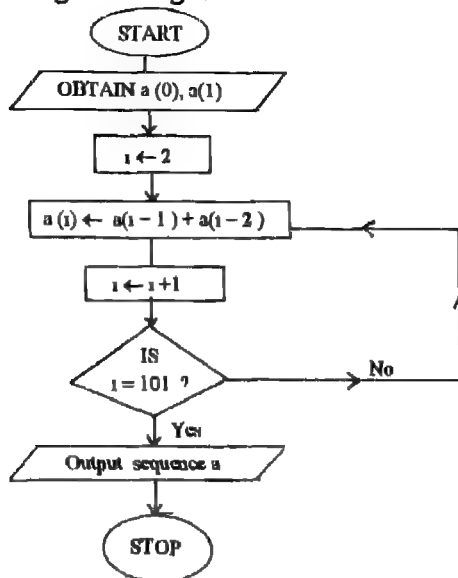 START
OBTAIN a (0), a(1)
ı ← 2
a (ı) ← a(ı − 1) + a(ı − 2 )
ı ← ı +1
IS
ı = 101 ?
No
Yes
Output sequence a
STOP